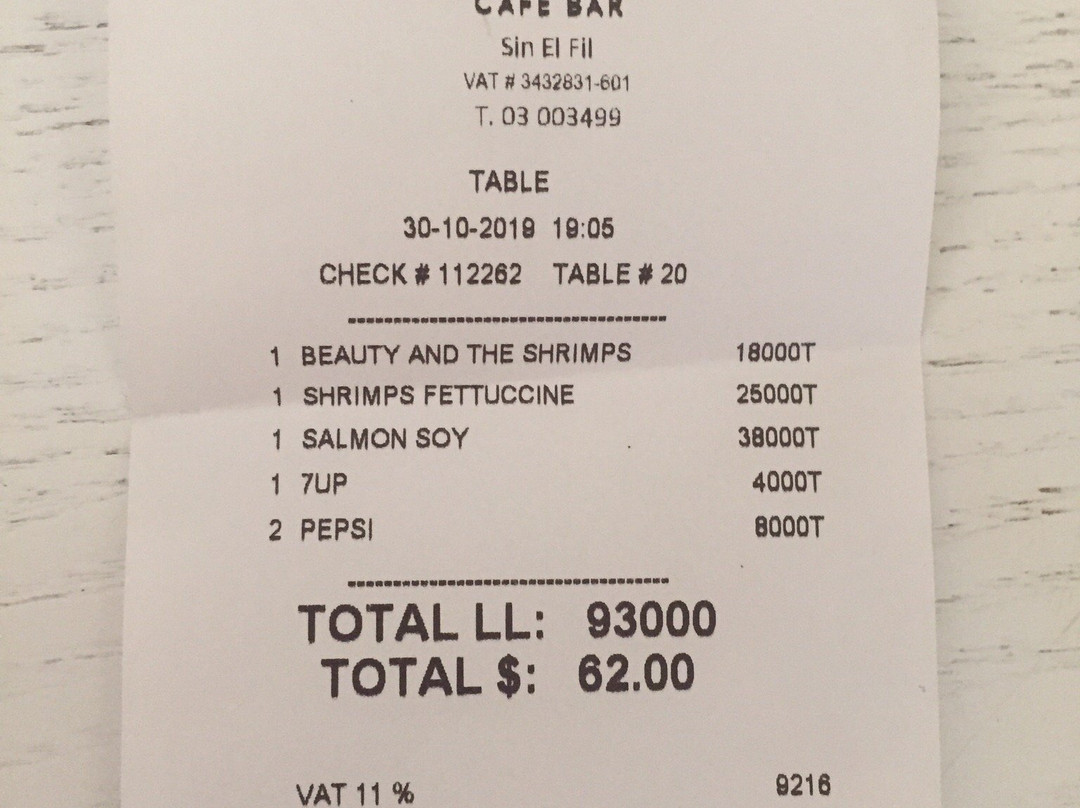 CAFE BAR
Sin El Fil
VAT # 3432831-601
T. 03 003499
TABLE
30-10-2019 19:05
CHECK # 112262 TABLE # 20
-----------------------------------
1 BEAUTY AND THE SHRIMPS 18000T
1 SHRIMPS FETTUCCINE 25000T
1 SALMON SOY 38000T
1 7UP 4000T
2 PEPSI 8000T
-----------------------------------
TOTAL LL: 93000
TOTAL $: 62.00
VAT 11 % 9216